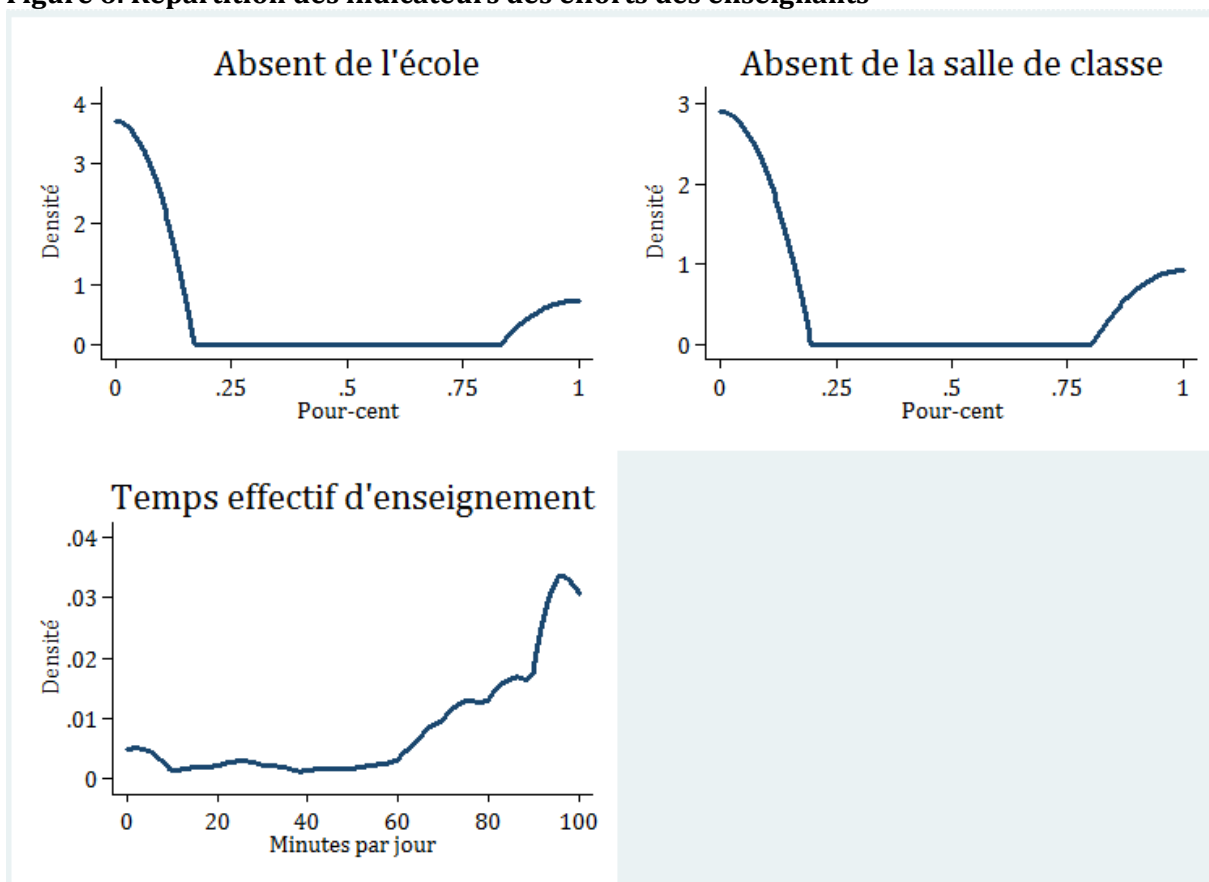 Répartition des indicateurs des efforts des enseignants
Absent de l'école
4
3
2
1
0
Densité
0 .25 .5 .75 1
Pour-cent
Absent de la salle de classe
3
2
1
0
Densité
0 .25 .5 .75 1
Pour-cent
Temps effectif d'enseignement
.04
.03
.02
.01
0
Densité
0 20 40 60 80 100
Minutes par jour